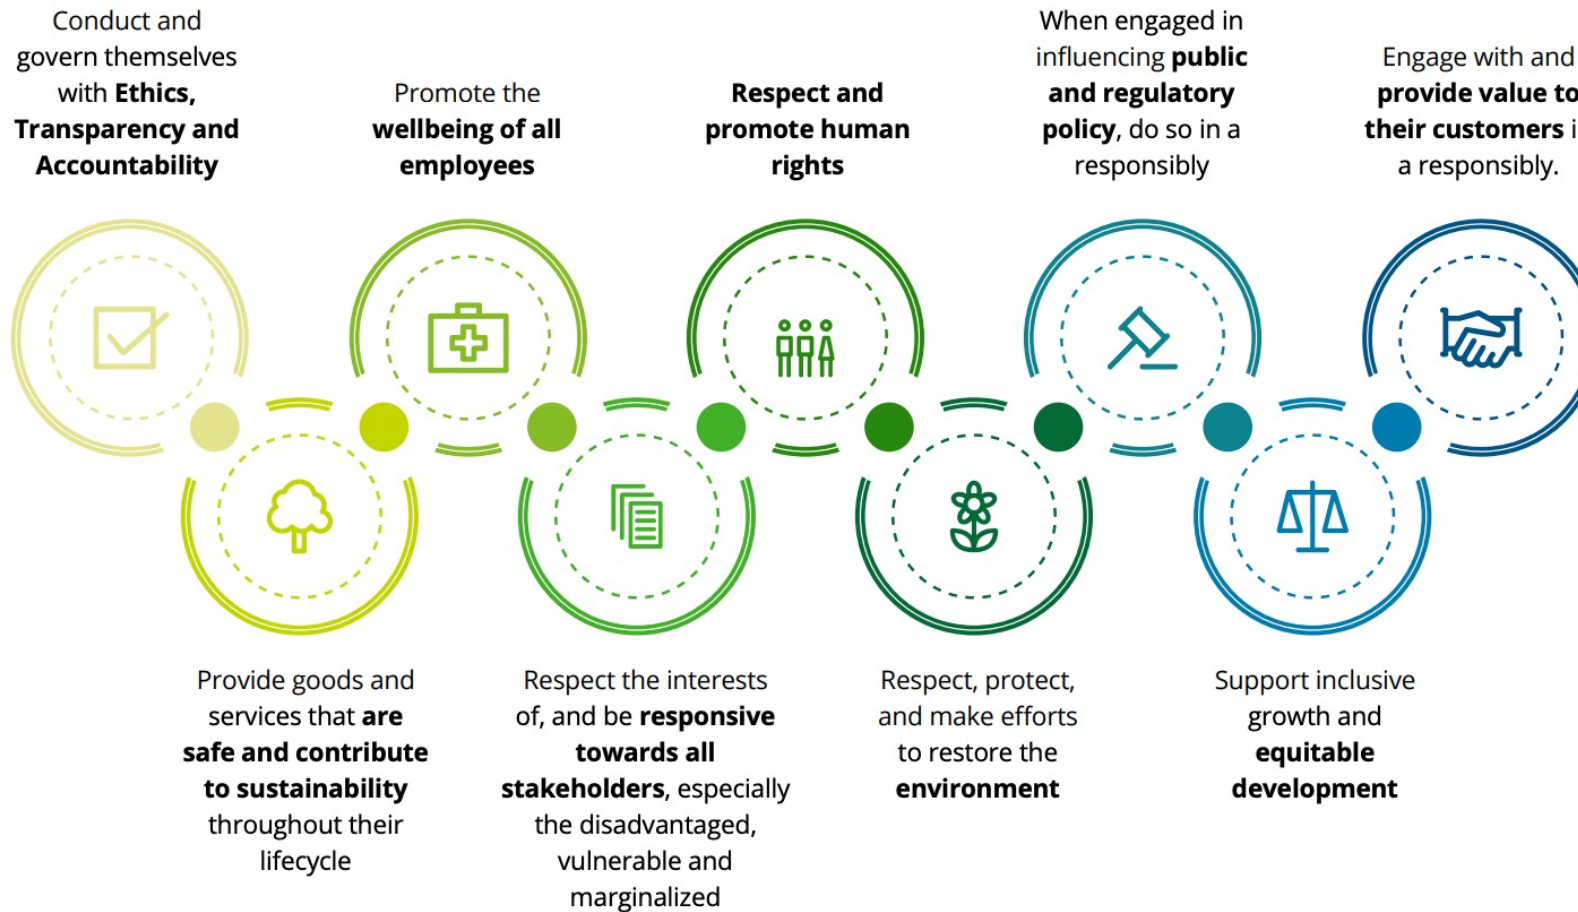 Conduct and
govern themselves
with Ethics,
Transparency and
Accountability
Provide goods and
services that are
safe and contribute
to sustainability
throughout their
lifecycle
Promote the
wellbeing of all
employees
Respect the interests
of, and be responsive
towards all
stakeholders, especially
the disadvantaged,
vulnerable and
marginalized
Respect and
promote human
rights
Respect, protect,
and make efforts
to restore the
environment
When engaged in
influencing public
and regulatory
policy, do so in a
responsibly
Support inclusive
growth and
equitable
development
Engage with and
provide value to
their customers i
a responsibly.